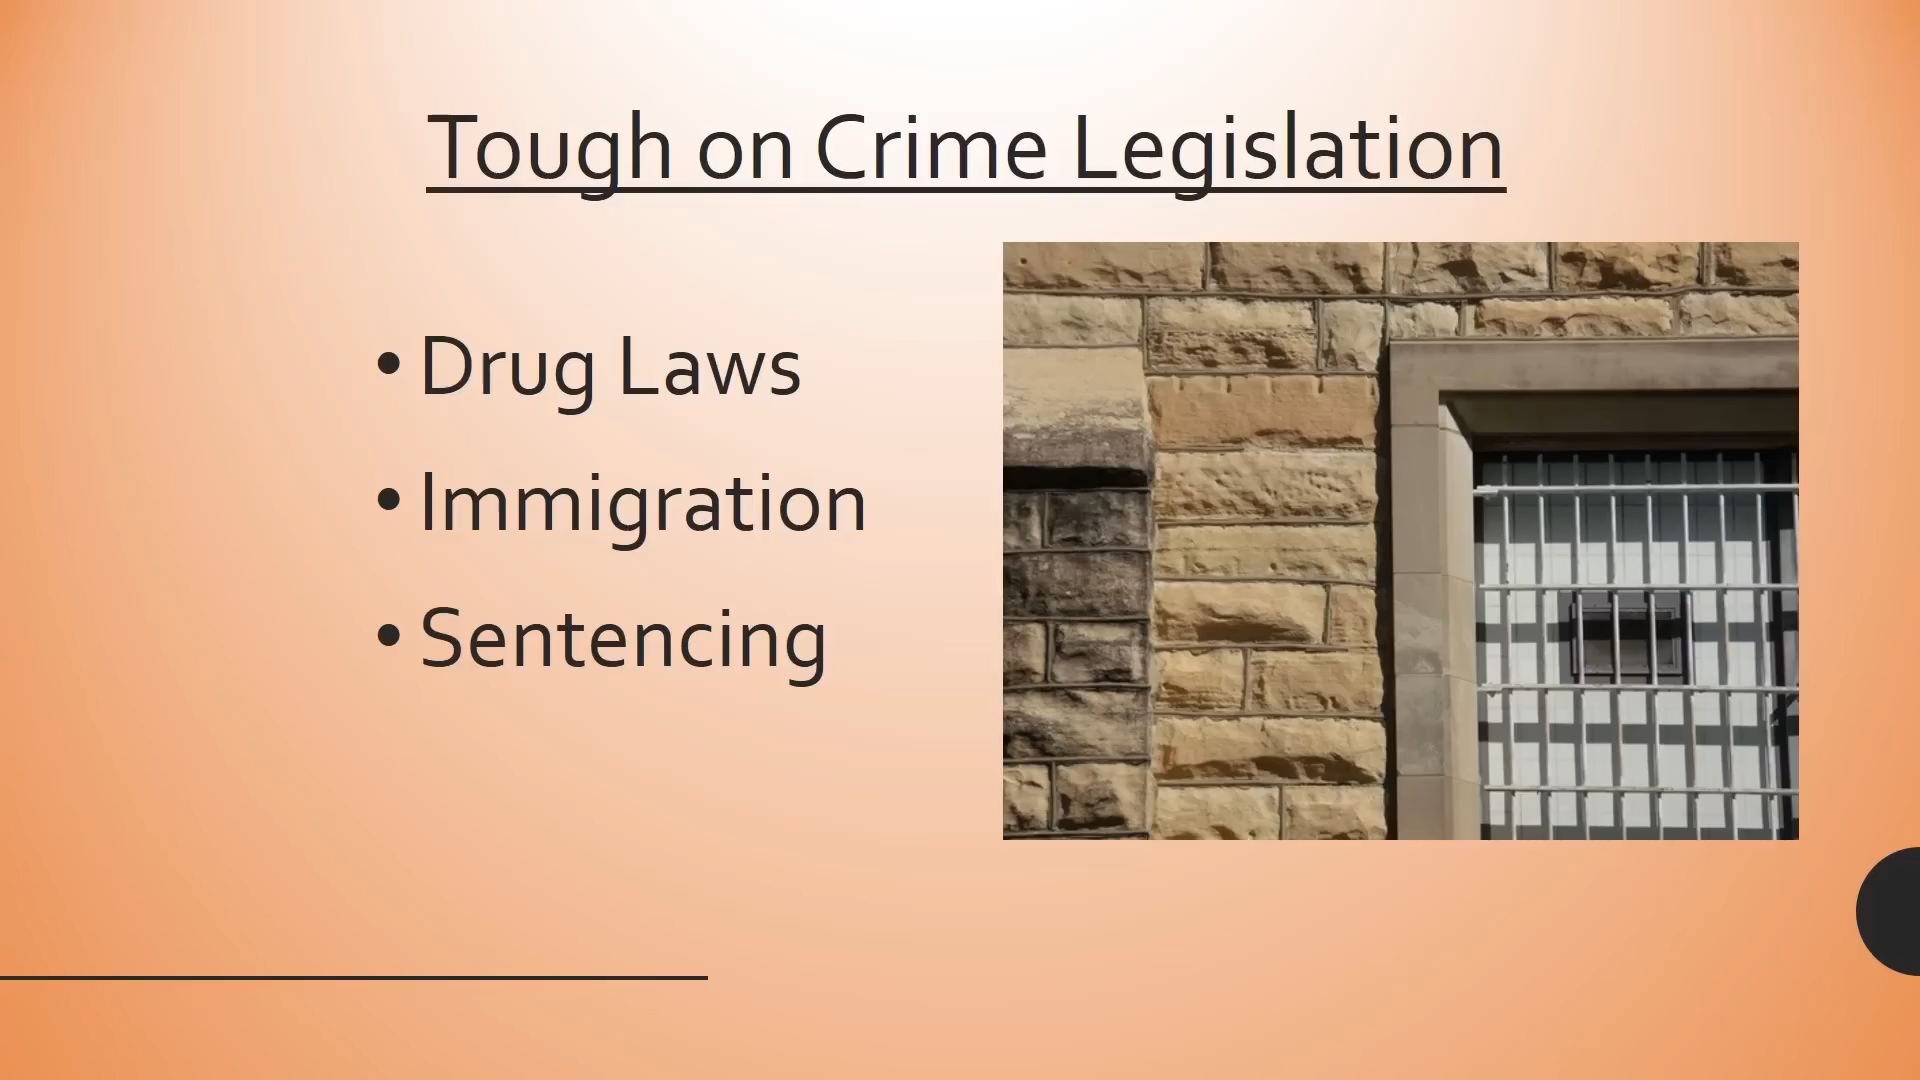 Tough on Crime Legislation
• Drug Laws
• Immigration
• Sentencing